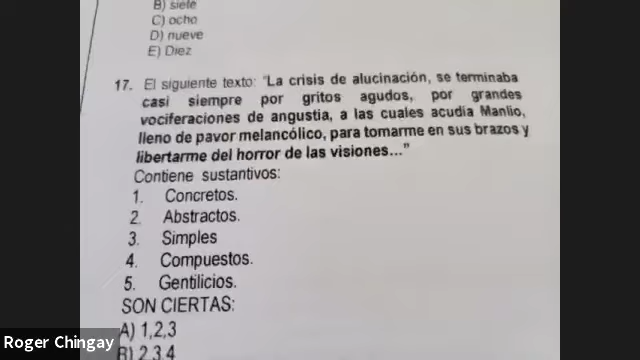 B) siete
C) ocho
D) nueve
E) Diez
17. El siguiente texto: "La crisis de alucinación, se terminaba
casi siempre por gritos agudos, por grandes
vociferaciones de angustia, a las cuales acudía Manlio,
lleno de pavor melancólico, para tomarme en sus brazos y
libertarme del horror de las visiones..."
Contiene sustantivos:
1. Concretos.
2. Abstractos.
3. Simples
4. Compuestos.
5. Gentilicios.
SON CIERTAS:
A) 1,2,3
B) 2,3,4
Roger Chingay